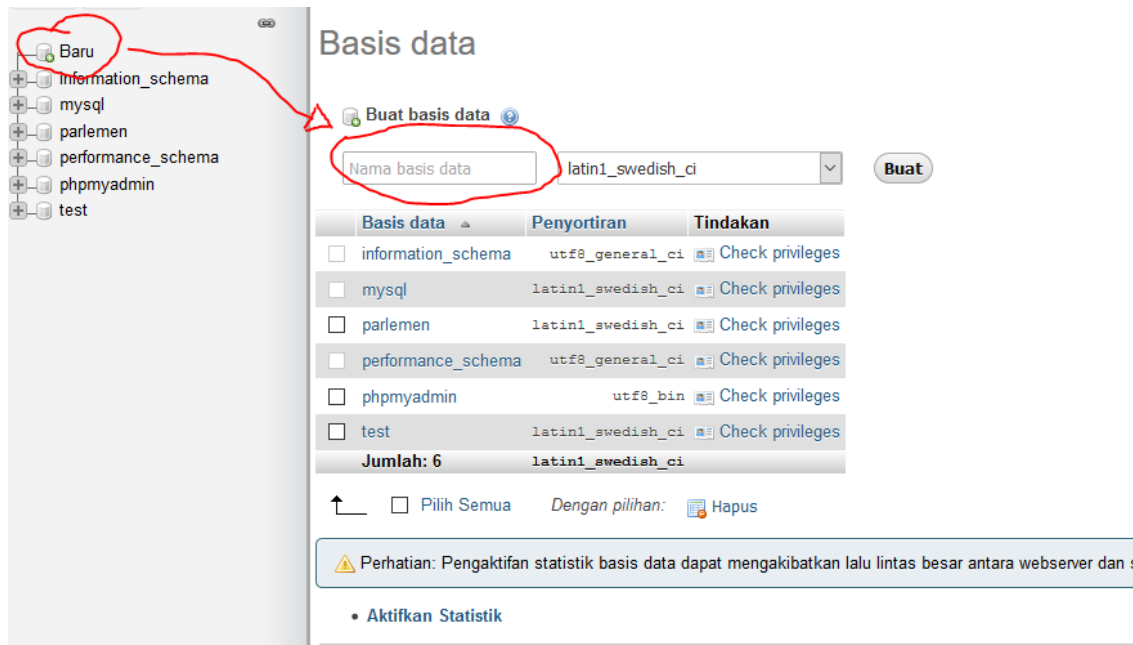 Baru
information_schema
mysql
parlemen
performance_schema
phpmyadmin
test
Basis data
Buat basis data
Nama basis data latin1_swedish_ci Buat
Basis data Penyortiran Tindakan
information_schema utf8_general_ci Check privileges
mysql latin1_swedish_ci Check privileges
parlemen latin1_swedish_ci Check privileges
performance_schema utf8_general_ci Check privileges
phpmyadmin utf8_bin Check privileges
test latin1_swedish_ci Check privileges
Jumlah: 6 latin1_swedish_ci
Pilih Semua Dengan pilihan: Hapus
Perhatian: Pengaktifan statistik basis data dapat mengakibatkan lalu lintas besar antara webserver dan
• Aktifkan Statistik